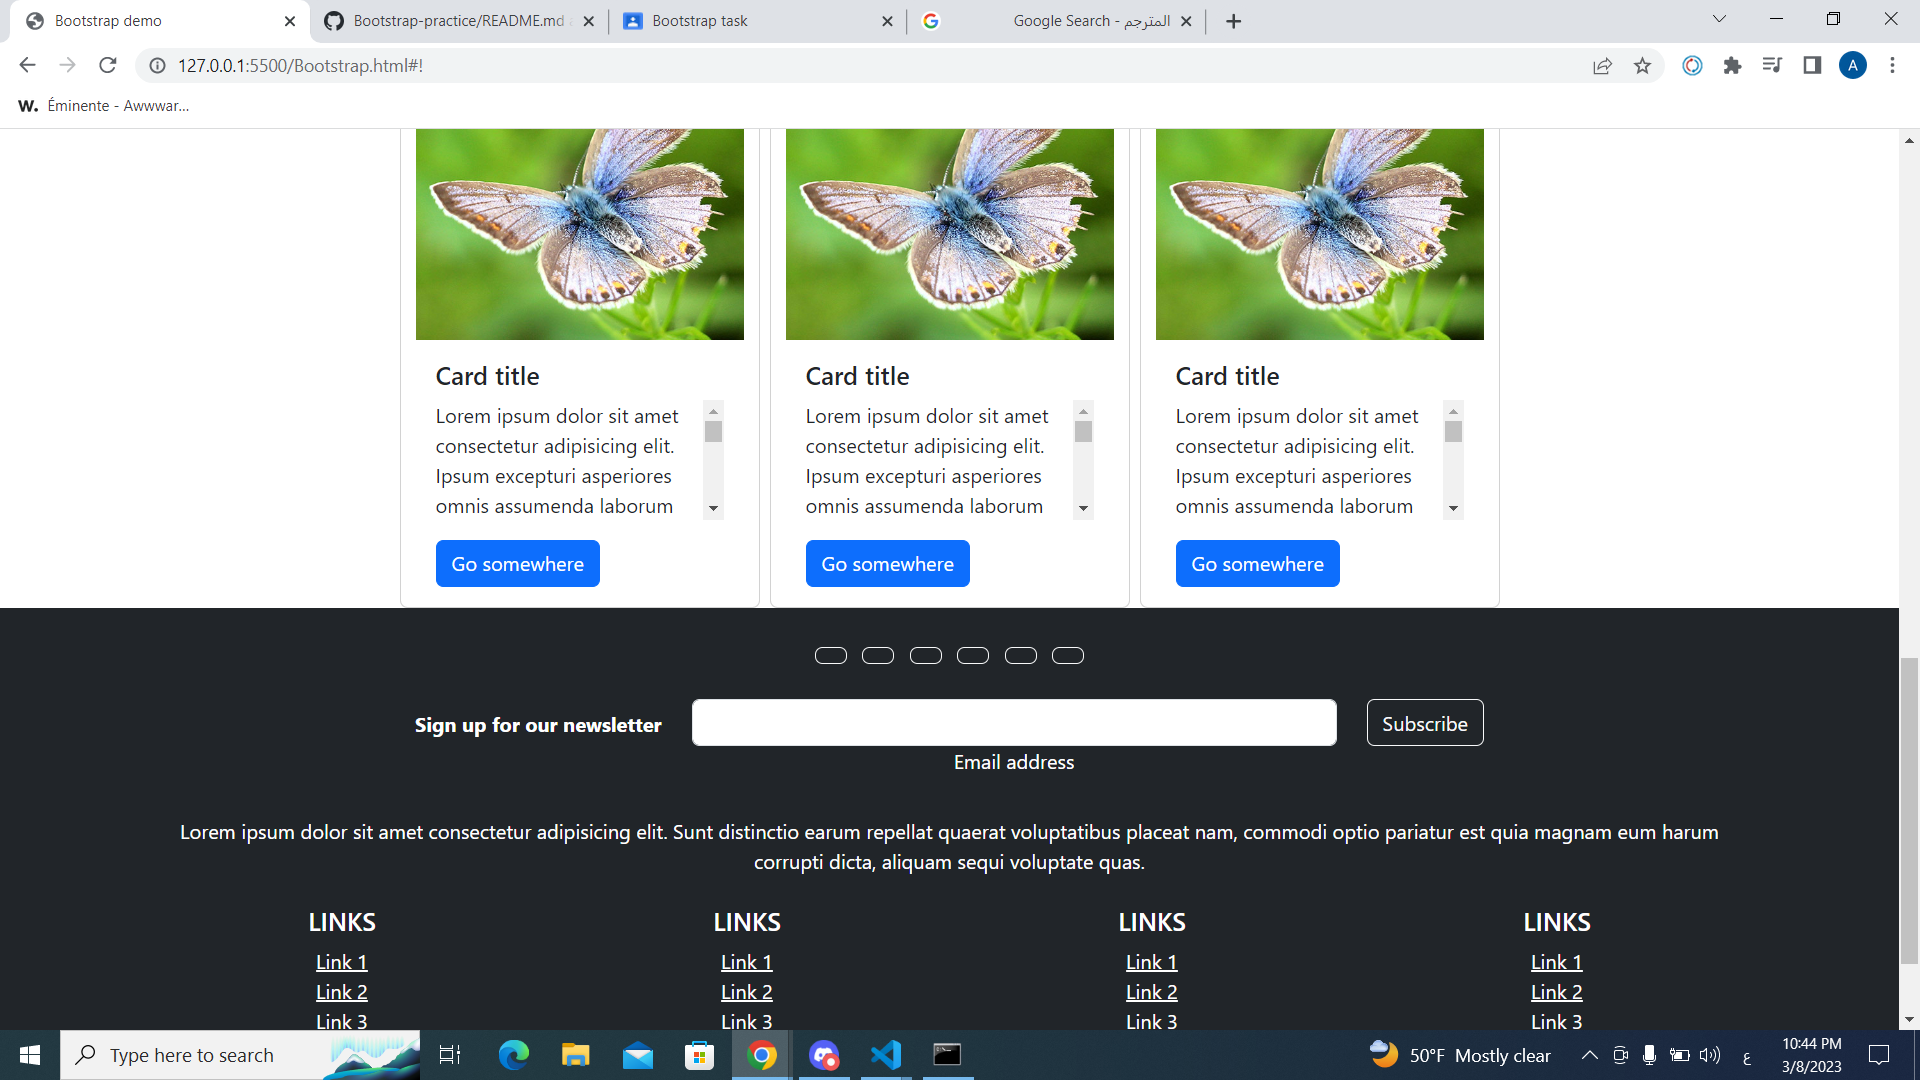 Bootstrap demo
Bootstrap-practice/README.md
Bootstrap task
Google Search - المترجم
127.0.0.1:5500/Bootstrap.html#!
A
W. Éminente - Awwwar...
Card title
Lorem ipsum dolor sit amet
consectetur adipisicing elit.
Ipsum excepturi asperiores
omnis assumenda laborum
Go somewhere
Card title
Lorem ipsum dolor sit amet
consectetur adipisicing elit.
Ipsum excepturi asperiores
omnis assumenda laborum
Go somewhere
Card title
Lorem ipsum dolor sit amet
consectetur adipisicing elit.
Ipsum excepturi asperiores
omnis assumenda laborum
Go somewhere
Sign up for our newsletter
Subscribe
Email address
Lorem ipsum dolor sit amet consectetur adipisicing elit. Sunt distinctio earum repellat quaerat voluptatibus placeat nam, commodi optio pariatur est quia magnam eum harum
corrupti dicta, aliquam sequi voluptate quas.
LINKS
Link 1
Link 2
Link 3
LINKS
Link 1
Link 2
Link 3
LINKS
Link 1
Link 2
Link 3
LINKS
Link 1
Link 2
Link 3
Type here to search
50°F Mostly clear
ع
10:44 PM
3/8/2023